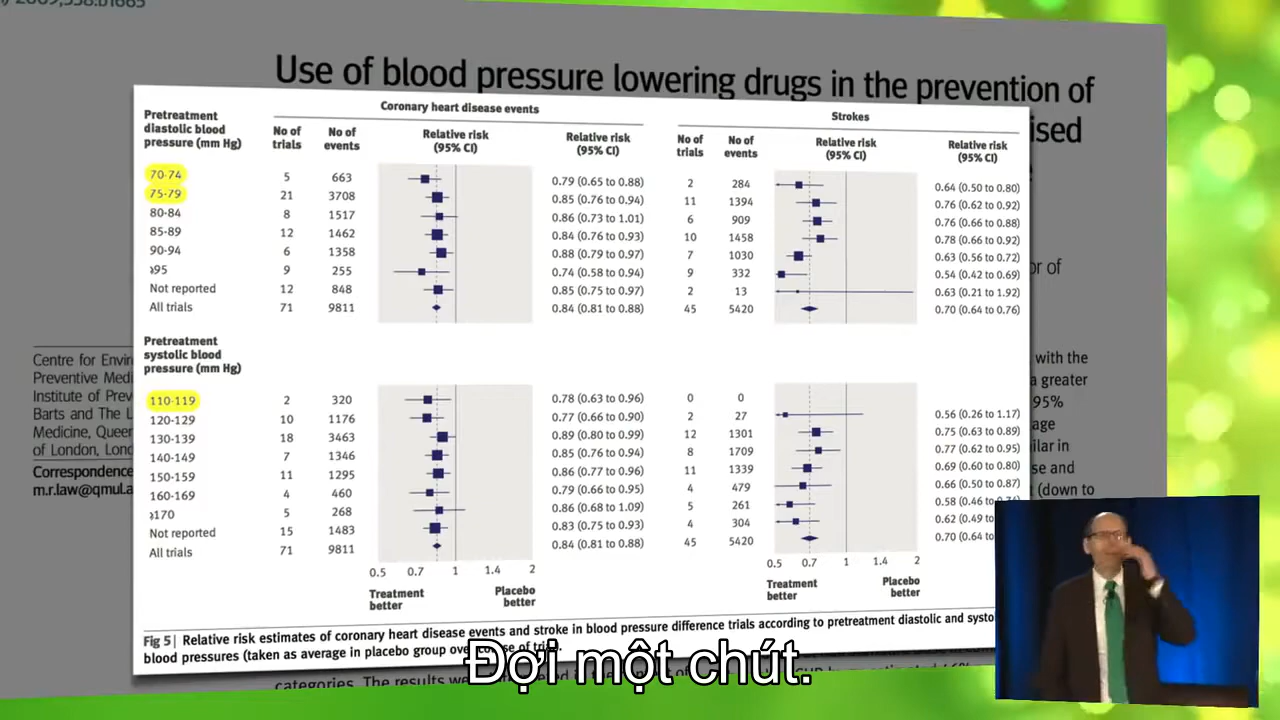 2009;338:b1665
Use of blood pressure lowering drugs in the prevention of
ised
Coronary heart disease events
Strokes
Pretreatment
diastolic blood
pressure (mm Hg)
No of
trials
No of
events
Relative risk
(95% CI)
Relative risk
(95% CI)
No of
trials
No of
events
Relative risk
(95% CI)
Relative risk
(95% CI)
70-74 5 663 0.79 (0.65 to 0.88) 2 284 0.64 (0.50 to 0.80)
75-79 21 3708 0.85 (0.76 to 0.94) 11 1394 0.76 (0.62 to 0.92)
80-84 8 1517 0.86 (0.73 to 1.01) 6 909 0.76 (0.66 to 0.88)
85-89 12 1462 0.84 (0.76 to 0.93) 10 1458 0.78 (0.66 to 0.92)
90-94 6 1358 0.88 (0.79 to 0.97) 7 1030 0.63 (0.56 to 0.72)
≥95 9 255 0.74 (0.58 to 0.94) 9 332 0.54 (0.42 to 0.69)
Not reported 12 848 0.85 (0.75 to 0.97) 2 13 0.63 (0.21 to 1.92)
All trials 71 9811 0.84 (0.81 to 0.88) 45 5420 0.70 (0.64 to 0.76)
Pretreatment
systolic blood
pressure (mm Hg)
110-119 2 320 0.78 (0.63 to 0.96) 0 0
120-129 10 1176 0.77 (0.66 to 0.90) 2 27 0.56 (0.26 to 1.17)
130-139 18 3463 0.89 (0.80 to 0.99) 12 1301 0.75 (0.63 to 0.89)
140-149 7 1346 0.85 (0.76 to 0.94) 8 1709 0.77 (0.62 to 0.95)
150-159 11 1295 0.86 (0.77 to 0.96) 11 1339 0.69 (0.60 to 0.80)
160-169 4 460 0.79 (0.66 to 0.95) 4 479 0.66 (0.50 to 0.87)
≥170 5 268 0.86 (0.68 to 1.09) 5 261 0.58 (0.46 to
Not reported 15 1483 0.83 (0.75 to 0.93) 4 304 0.62 (0.49 to
All trials 71 9811 0.84 (0.81 to 0.88) 45 5420 0.70 (0.64 to
0.5 0.7 1 1.4 2
0.5 0.7 1 1.4 2
Treatment
better
Placebo
better
Treatment
better
Placebo
better
Fig 5 | Relative risk estimates of coronary heart disease events and stroke in blood pressure difference trials according to pretreatment diastolic and systo
blood pressures (taken as average in placebo group ov
Centre for Envir
Preventive Medi
Institute of Prev
Barts and The L
Medicine, Quee
of London, Lond
Correspondence
m.r.law@qmul.a
or of
with the
a greater
95%
age
ilar in
se and
(down to
categories. The results we
Đợi một chút.